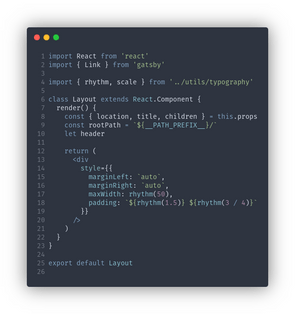 1 import React from 'react'
2 import { Link } from 'gatsby'
3
4 import { rhythm, scale } from '../utils/typography'
5
6 class Layout extends React.Component {
7 render() {
8 const { location, title, children } = this.props
9 const rootPath = `${__PATH_PREFIX__}/`
10 let header
11
12 return (
13 <div
14 style={{
15 marginLeft: `auto`,
16 marginRight: `auto`,
17 maxWidth: rhythm(50),
18 padding: `${rhythm(1.5)} ${rhythm(3 / 4)}`
19 }}
20 />
21 )
22 }
23 }
24
25 export default Layout
26